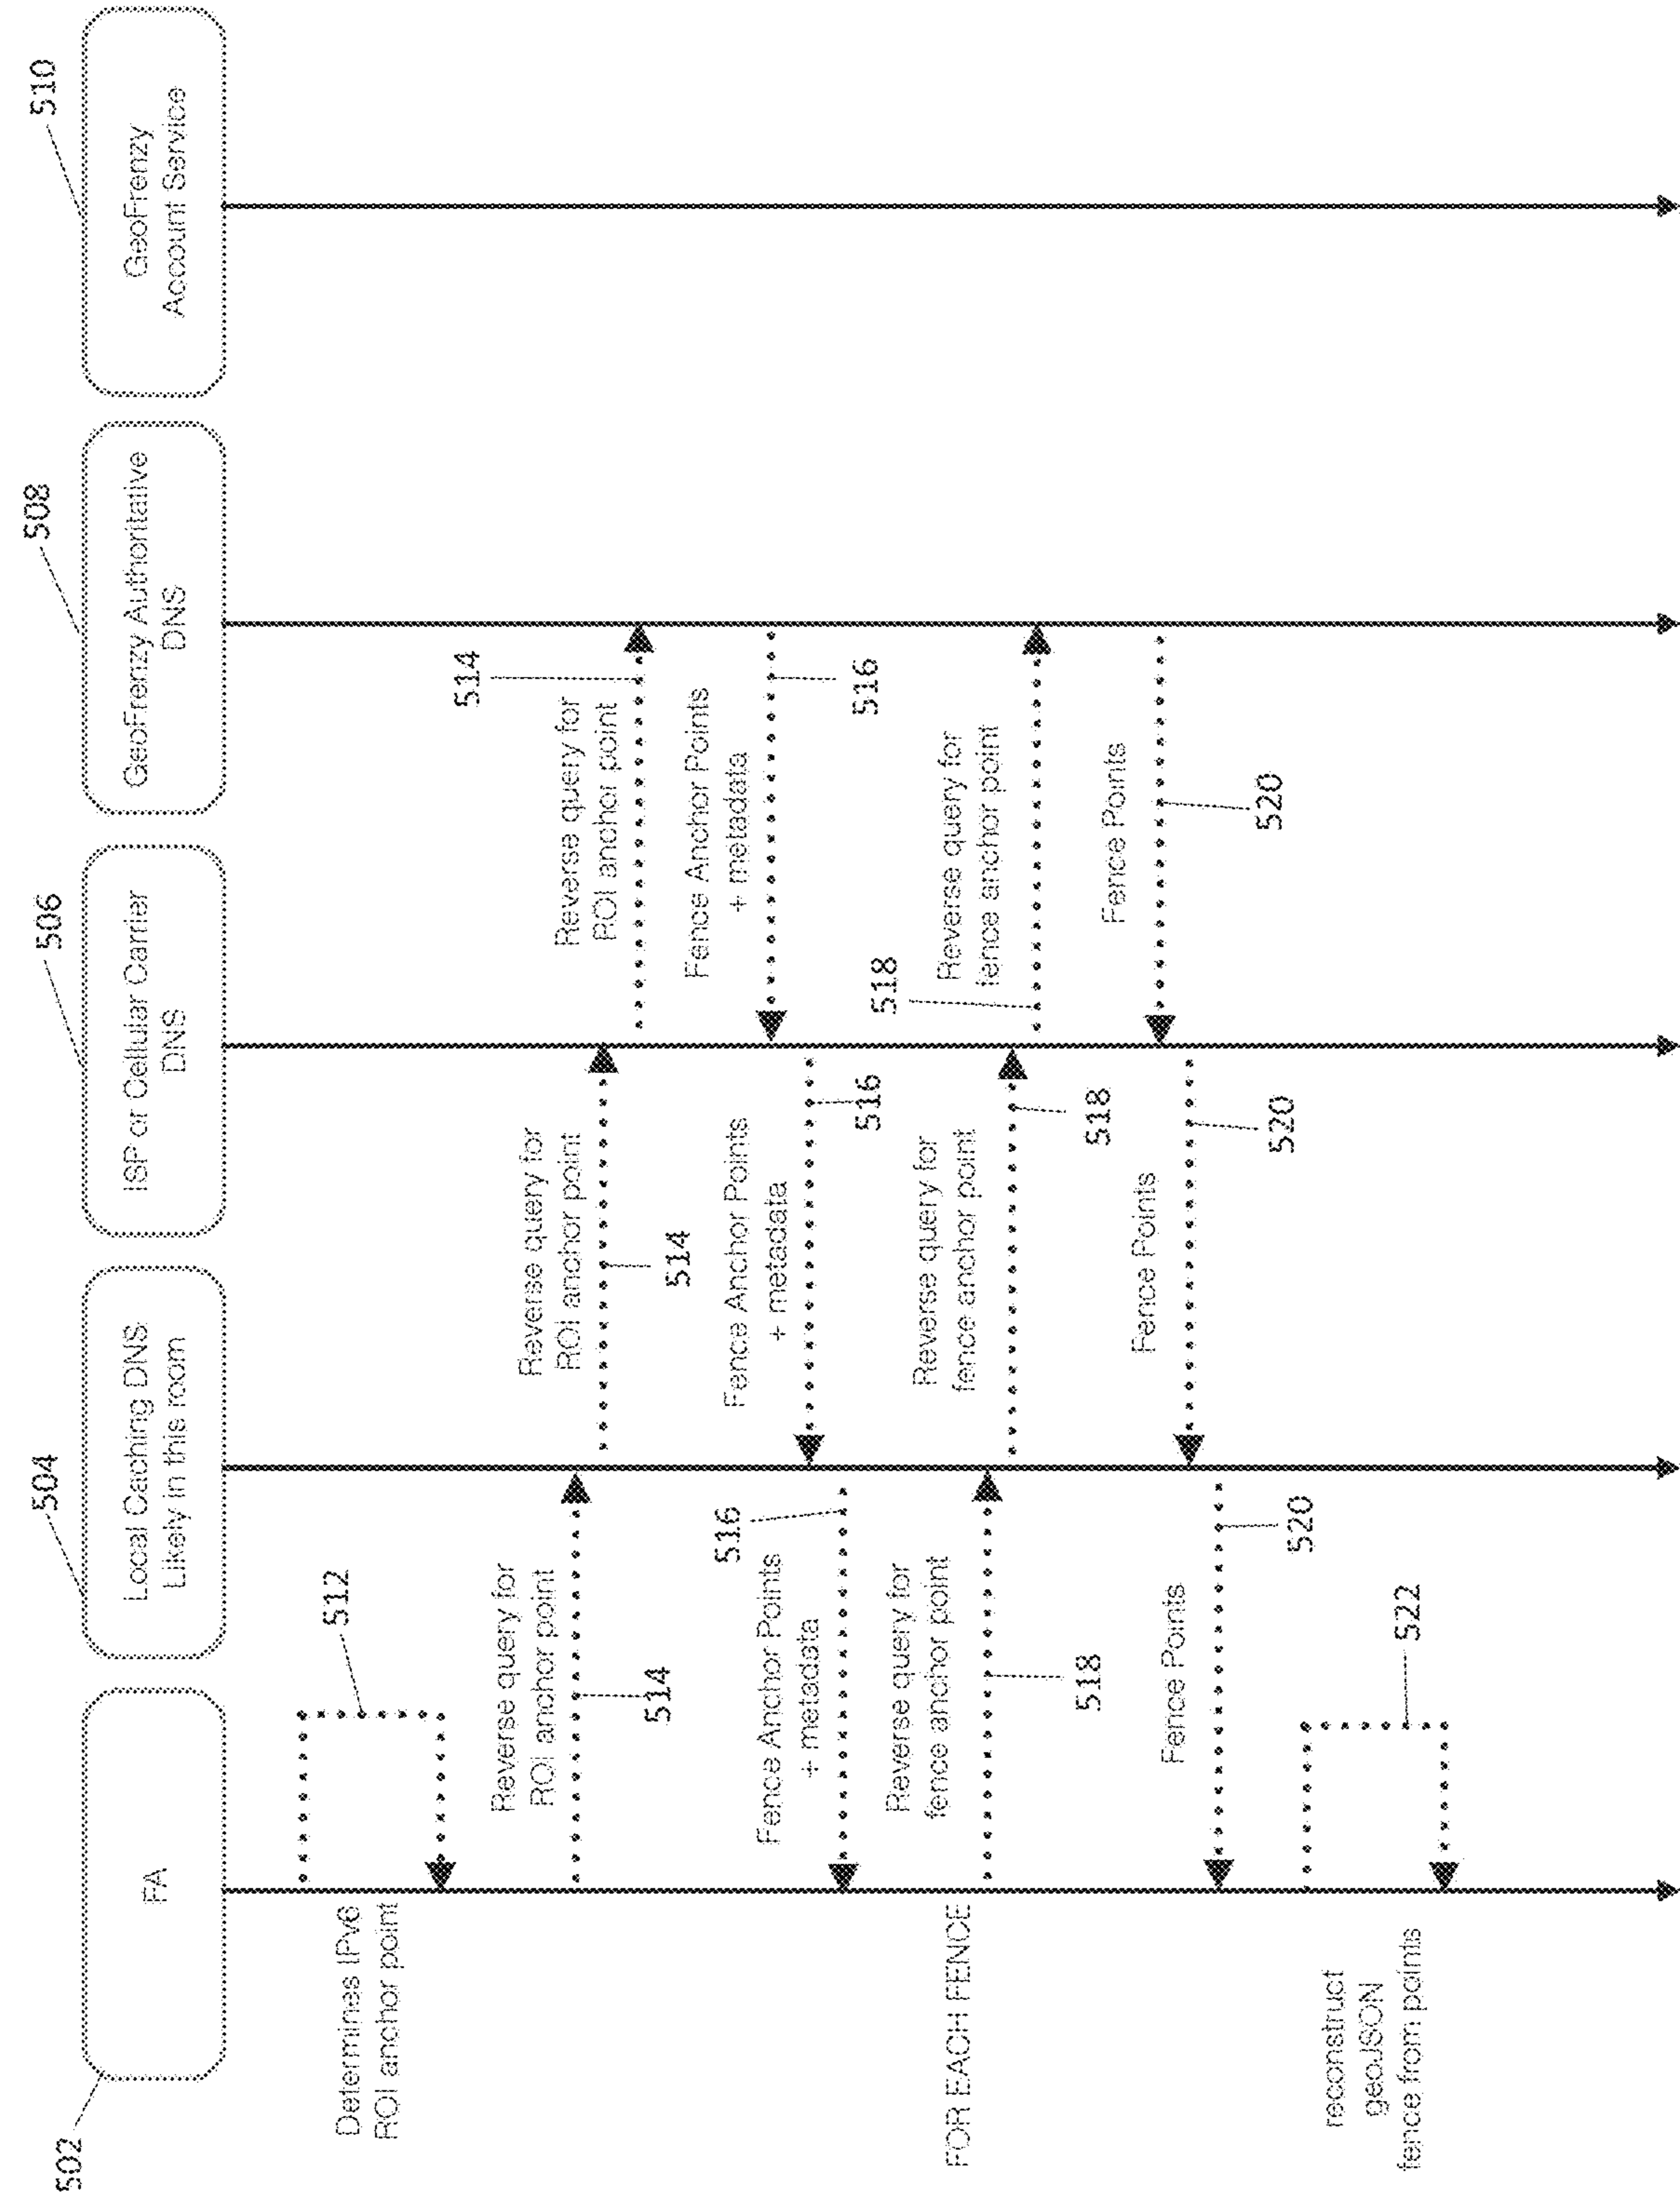 502
FA
504
Local Caching DNS
Likely in this room
506
ISP or Cellular Carrier
DNS
508
GeoFrenzy Authoritative
DNS
510
GeoFrenzy
Account Service
Determines IPv6
ROI anchor point
512
Reverse query for
ROI anchor point
514
Reverse query for
ROI anchor point
514
Reverse query for
ROI anchor point
514
Fence Anchor Points
+ metadata
516
Fence Anchor Points
+ metadata
516
Fence Anchor Points
+ metadata
516
FOR EACH FENCE
Reverse query for
fence anchor point
518
Reverse query for
fence anchor point
518
Reverse query for
fence anchor point
518
Fence Points
520
Fence Points
520
Fence Points
520
reconstruct
geoJSON
fence from points
522